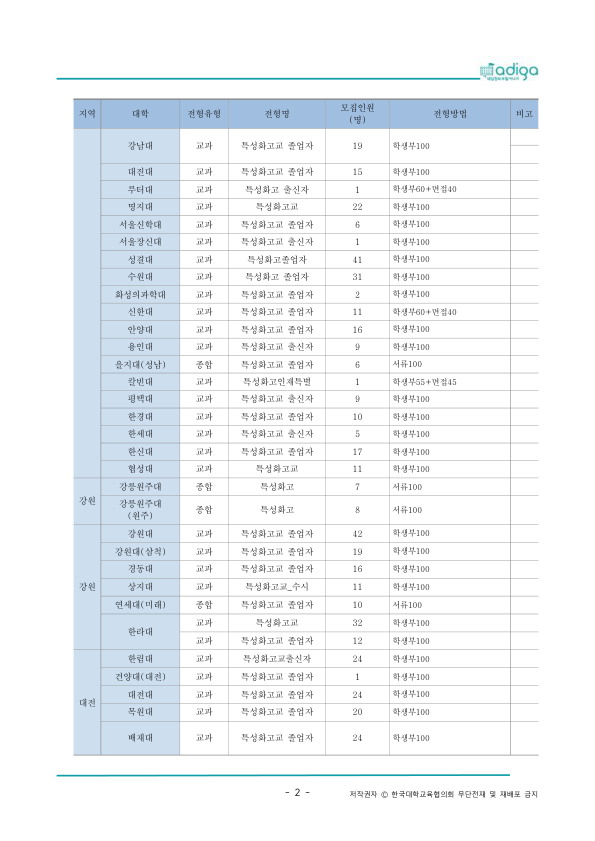 adiga
대입정보포털어디가
지역 대학 전형유형 전형명 모집인원 (명) 전형방법 비고
강남대 교과 특성화고교 졸업자 19 학생부100
대진대 교과 특성화고교 졸업자 15 학생부100
루터대 교과 특성화고 출신자 1 학생부60+면접40
명지대 교과 특성화고교 22 학생부100
서울신학대 교과 특성화고교 졸업자 6 학생부100
서울장신대 교과 특성화고교 출신자 1 학생부100
성결대 교과 특성화고졸업자 41 학생부100
수원대 교과 특성화고 졸업자 31 학생부100
화성의과학대 교과 특성화고교 졸업자 2 학생부100
신한대 교과 특성화고교 졸업자 11 학생부60+면접40
안양대 교과 특성화고교 졸업자 16 학생부100
용인대 교과 특성화고교 출신자 9 학생부100
을지대(성남) 종합 특성화고교 졸업자 6 서류100
칼빈대 교과 특성화고인재특별 1 학생부55+면접45
평택대 교과 특성화고교 출신자 9 학생부100
한경대 교과 특성화고교 졸업자 10 학생부100
한세대 교과 특성화고교 출신자 5 학생부100
한신대 교과 특성화고교 졸업자 17 학생부100
협성대 교과 특성화고교 11 학생부100
강원 강릉원주대 종합 특성화고 7 서류100
강릉원주대 (원주) 종합 특성화고 8 서류100
강원 강원대 교과 특성화고교 졸업자 42 학생부100
강원대(삼척) 교과 특성화고교 졸업자 19 학생부100
경동대 교과 특성화고교 졸업자 16 학생부100
상지대 교과 특성화고교_수시 11 학생부100
연세대(미래) 종합 특성화고교 졸업자 10 서류100
한라대 교과 특성화고교 32 학생부100
교과 특성화고교 졸업자 12 학생부100
대전 한림대 교과 특성화고교출신자 24 학생부100
건양대(대전) 교과 특성화고교 졸업자 1 학생부100
대전대 교과 특성화고교 졸업자 24 학생부100
목원대 교과 특성화고교 졸업자 20 학생부100
배재대 교과 특성화고교 졸업자 24 학생부100
- 2 -
저작권자 ⓒ 한국대학교육협의회 무단전재 및 재배포 금지